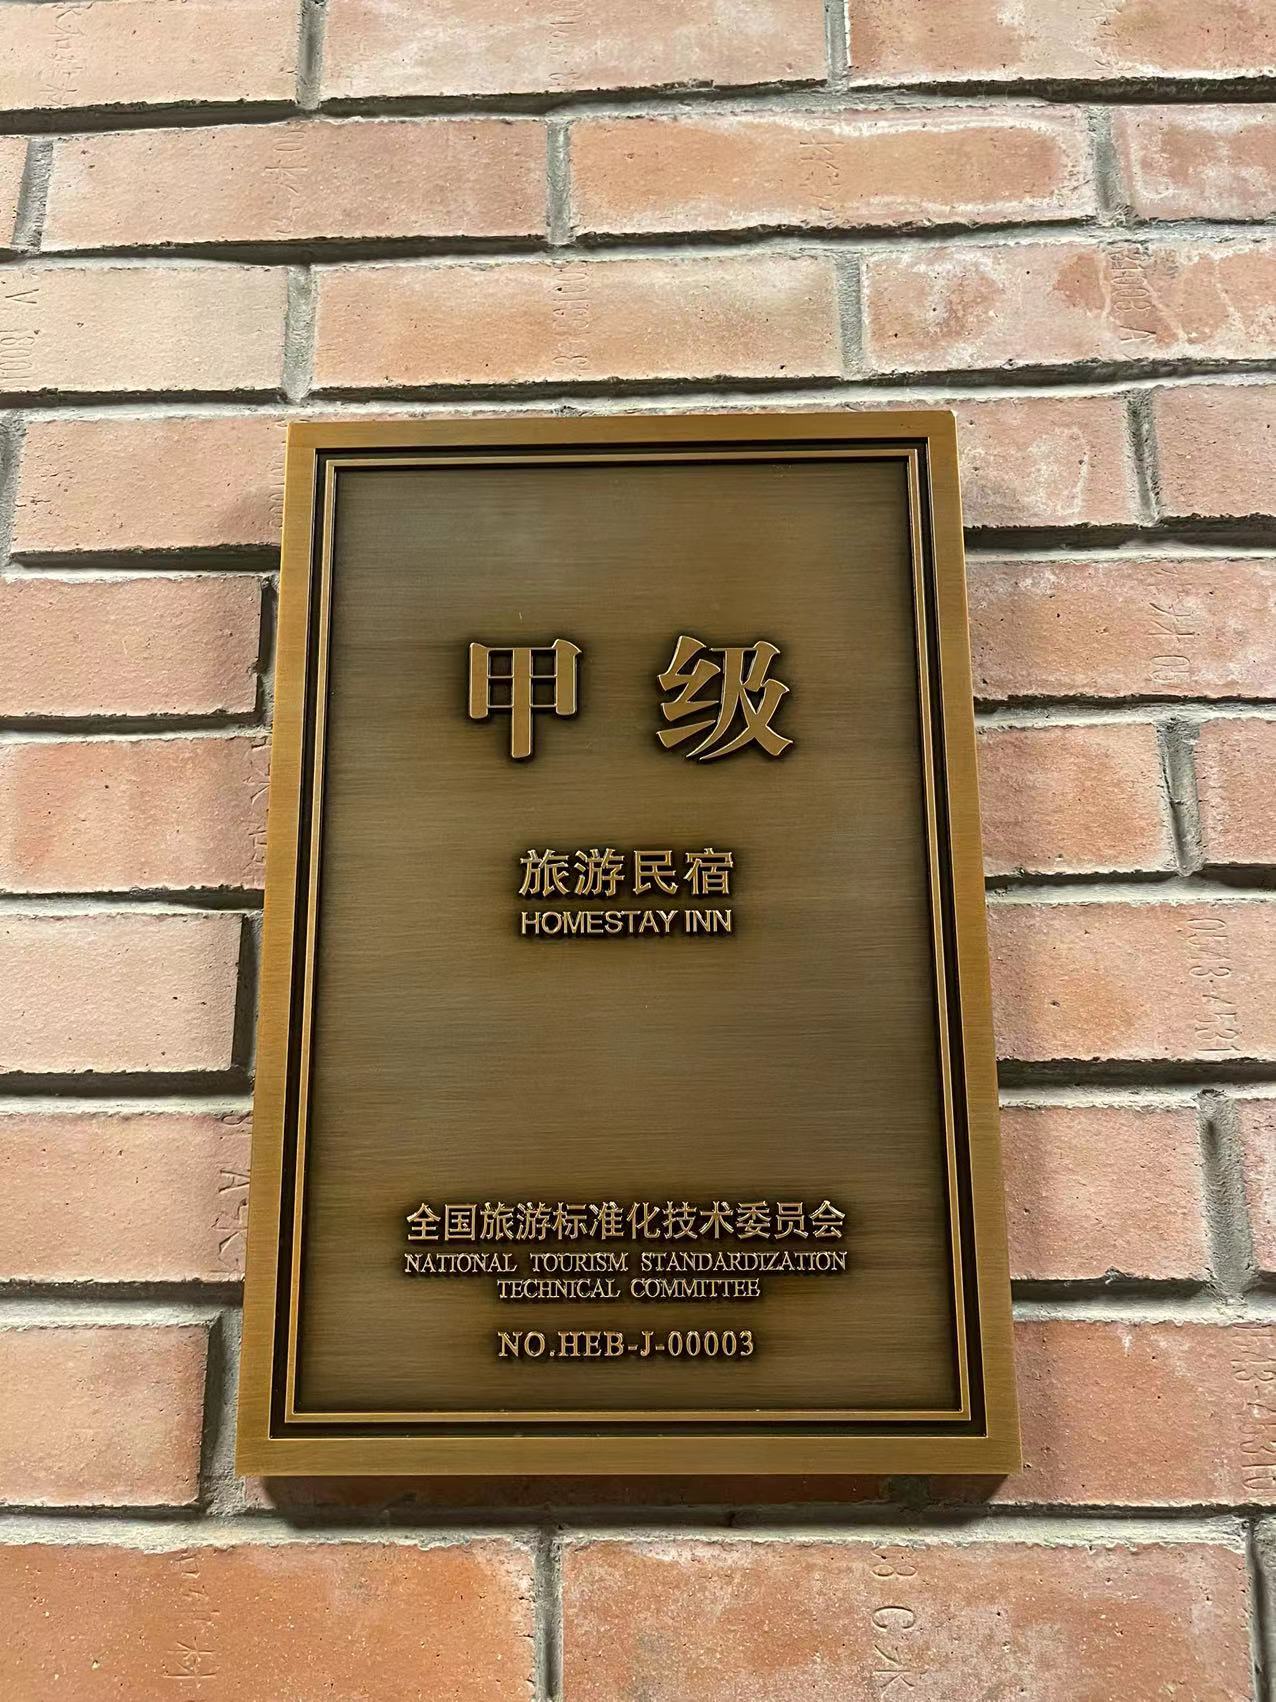 甲级
旅游民宿
HOMESTAY INN
全国旅游标准化技术委员会
NATIONAL TOURISM STANDARDIZATION
TECHNICAL COMMITTEE
NO.HEB-J-00003